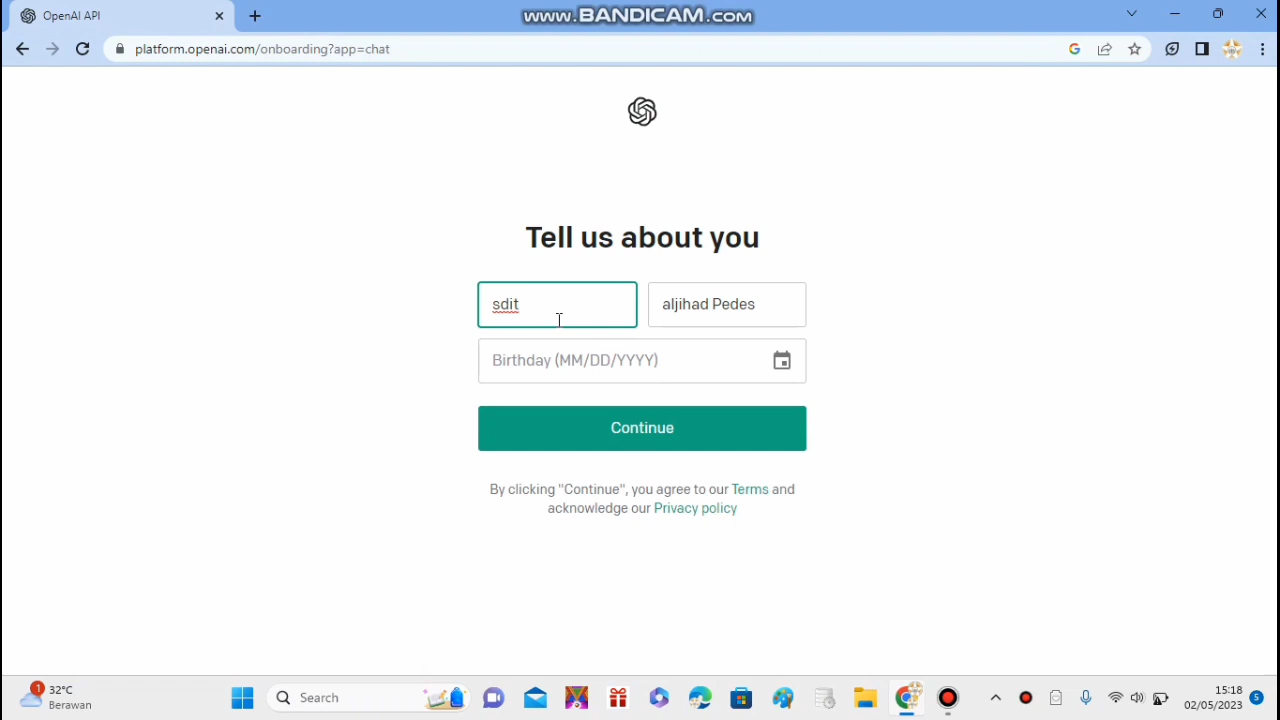 OpenAI API
www.BANDICAM.com
platform.openai.com/onboarding?app=chat
Tell us about you
sdit
aljihad Pedes
Birthday (MM/DD/YYYY)
Continue
By clicking "Continue", you agree to our Terms and
acknowledge our Privacy policy
1
32°C
Berawan
Search
15:18
02/05/2023
5